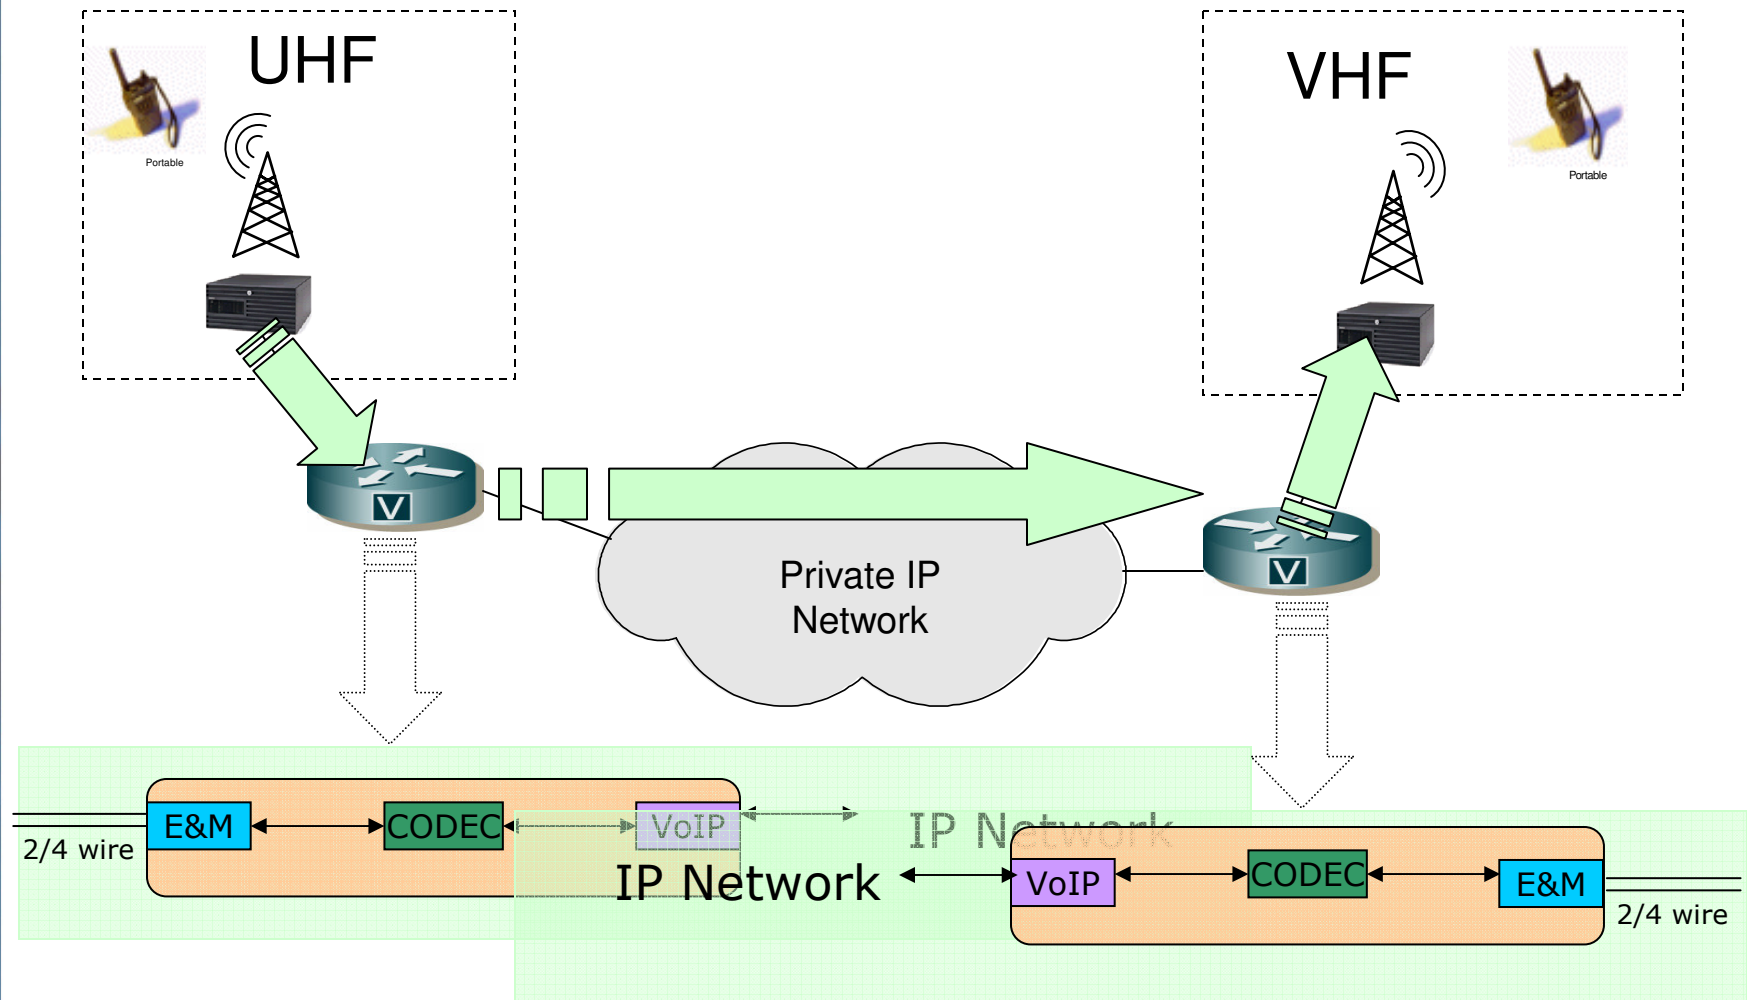 UHF
VHF
Portable
Portable
V
V
Private IP
Network
E&M
CODEC
VoIP
IP Network
2/4 wire
IP Network
VoIP
CODEC
E&M
2/4 wire